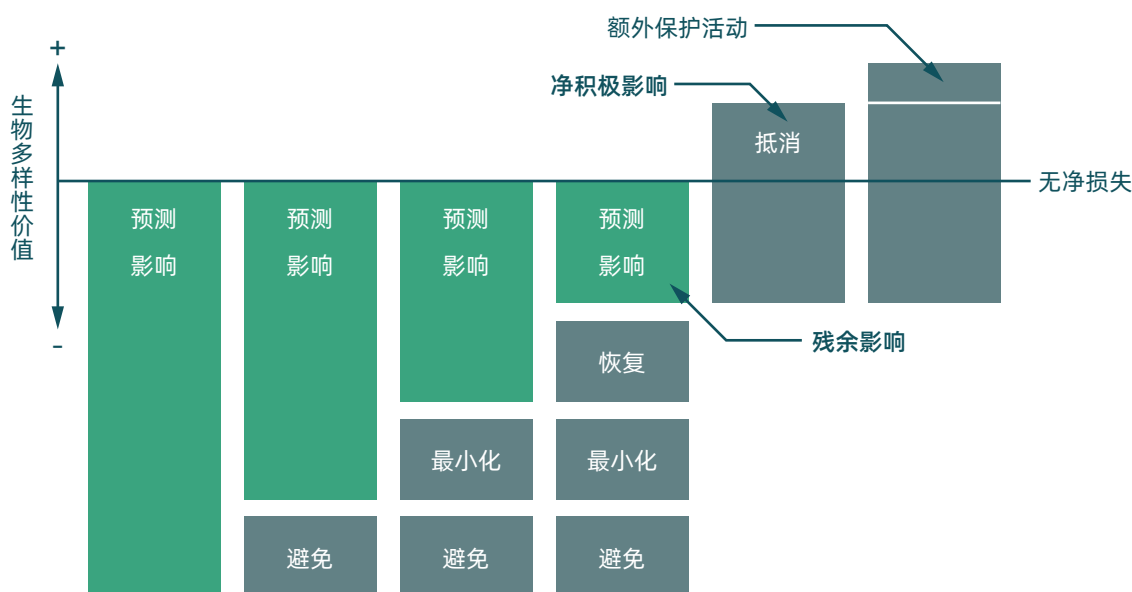 额外保护活动
+
净积极影响
生物多样性价值
抵消
无净损失
预测
影响
预测
影响
预测
影响
预测
影响
-
残余影响
恢复
最小化
最小化
避免
避免
避免